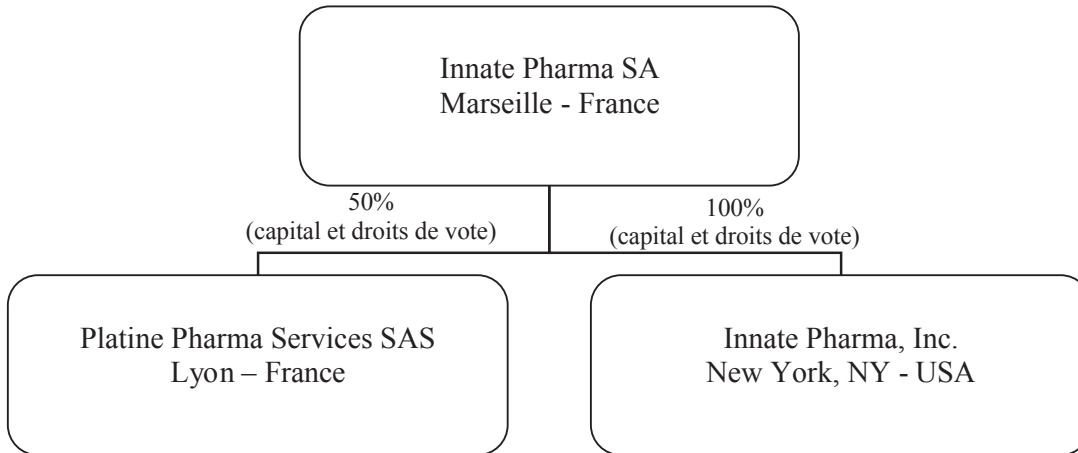 Innate Pharma SA
Marseille - France
50%
(capital et droits de vote)
100%
(capital et droits de vote)
Platine Pharma Services SAS
Lyon – France
Innate Pharma, Inc.
New York, NY - USA